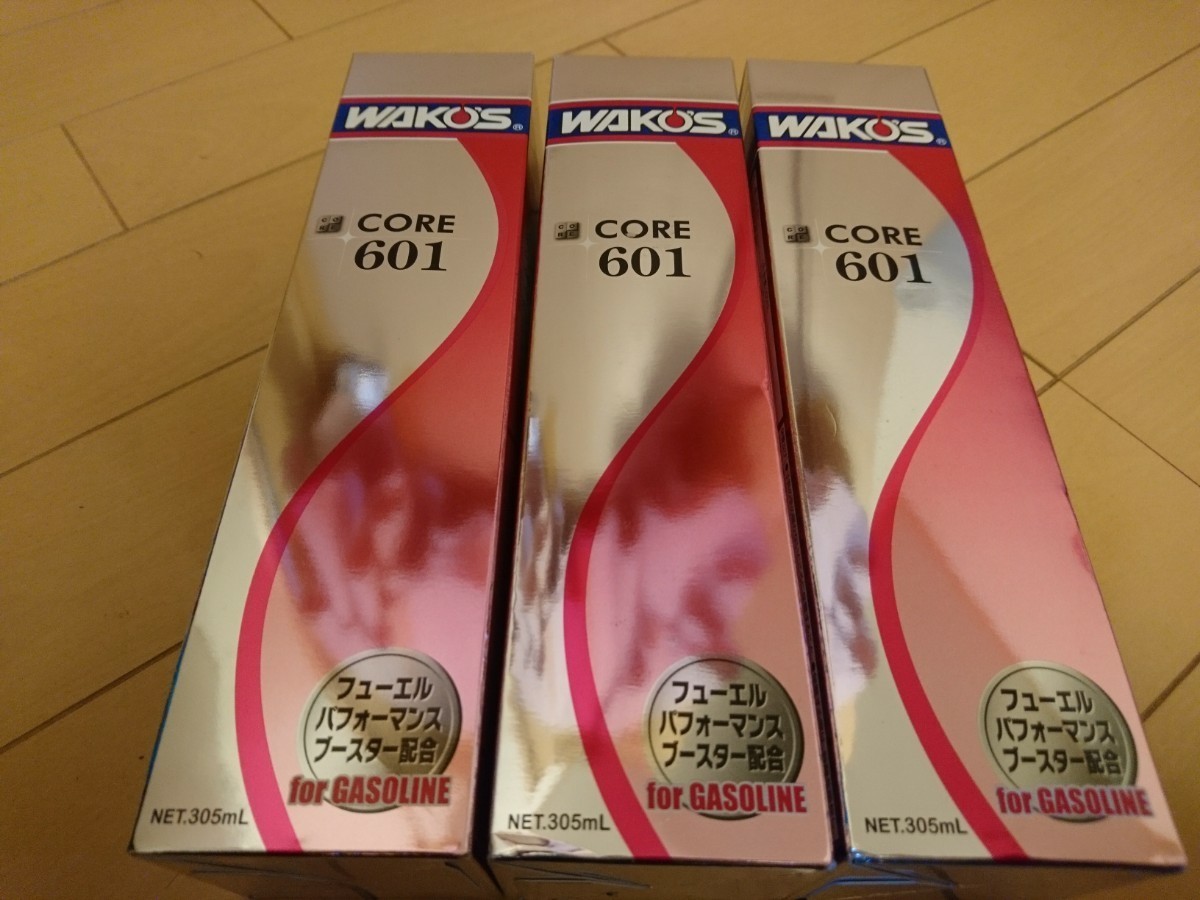 WAKO'S®
CORE
601
フューエル
パフォーマンス
ブースター配合
for GASOLINE
NET.305mL
WAKO'S®
CORE
601
フューエル
パフォーマンス
ブースター配合
for GASOLINE
NET.305mL
WAKO'S®
CORE
601
フューエル
パフォーマンス
ブースター配合
for GASOLINE
NET.305mL